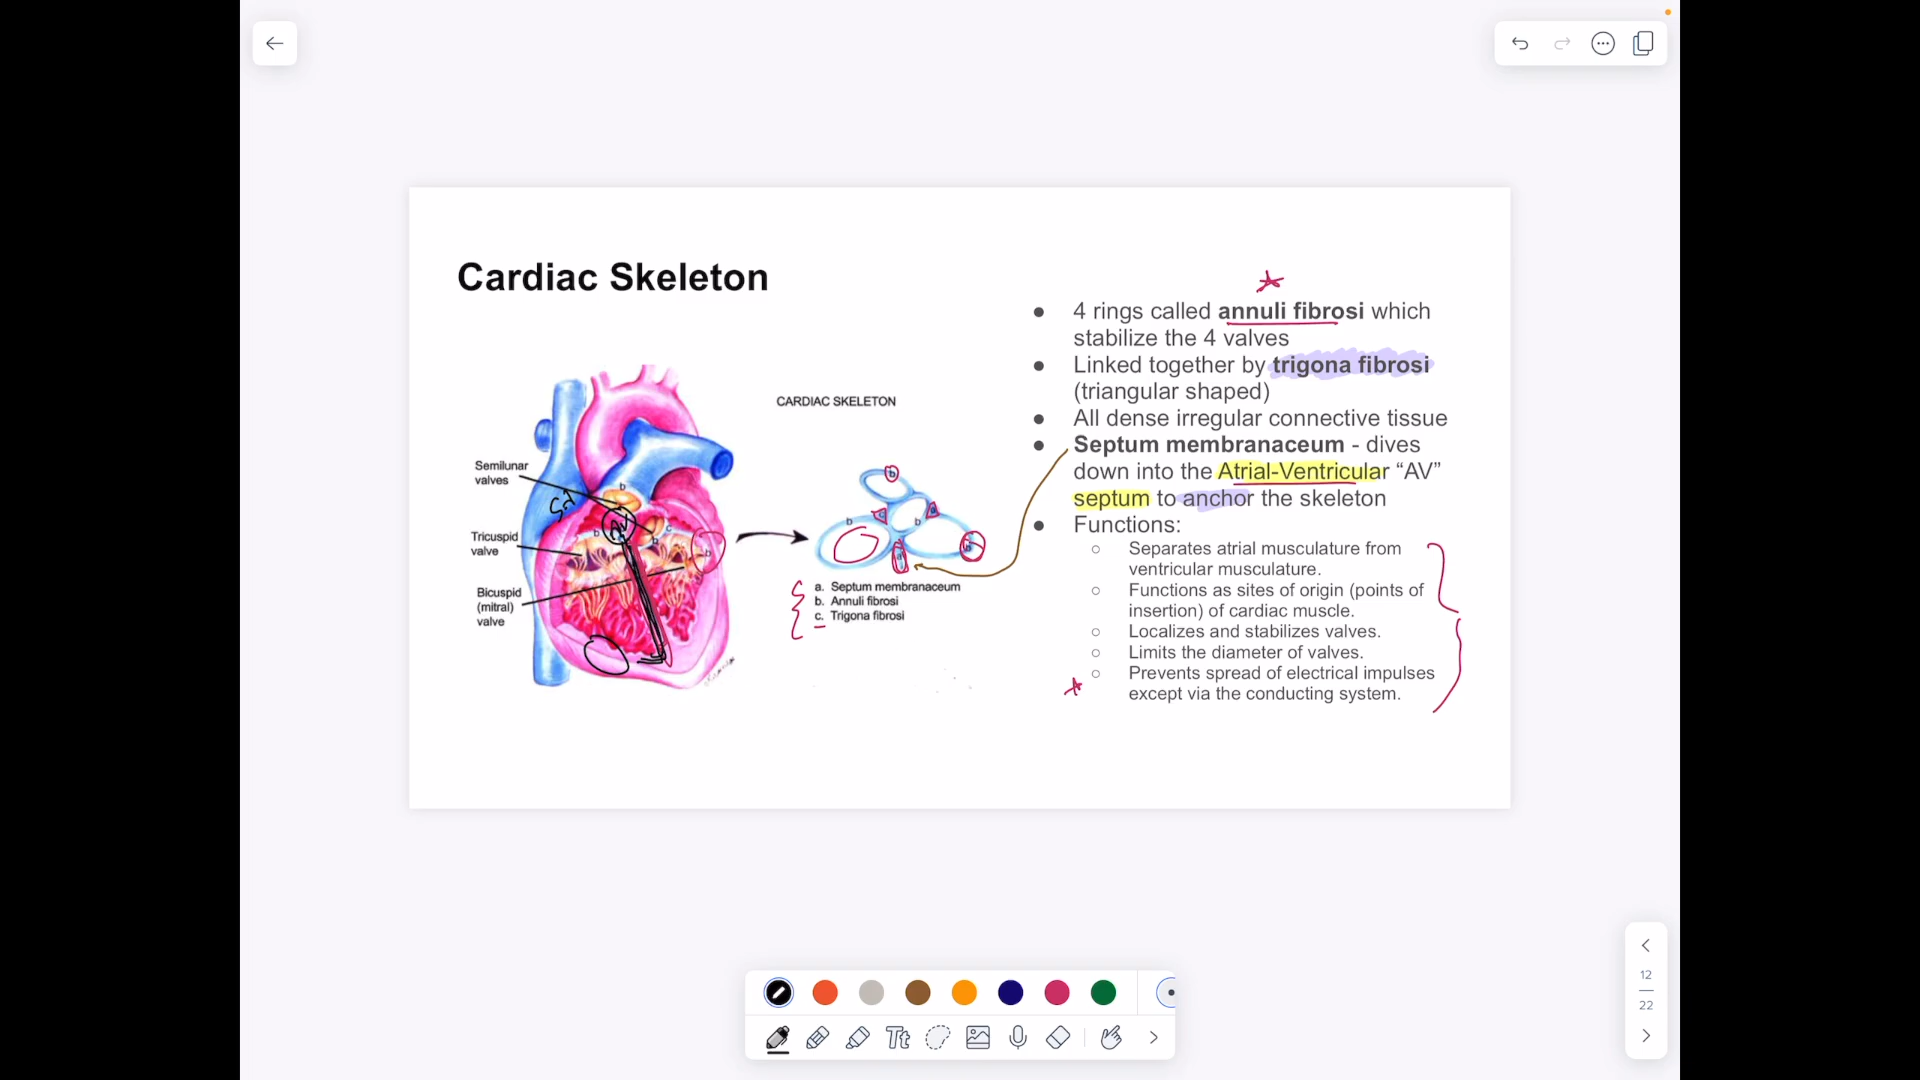 Cardiac Skeleton
4 rings called annuli fibrosi which
stabilize the 4 valves
Linked together by trigona fibrosi
(triangular shaped)
All dense irregular connective tissue
Septum membranaceum - dives
down into the Atrial-Ventricular “AV”
septum to anchor the skeleton
Functions:
Separates atrial musculature from
ventricular musculature.
Functions as sites of origin (points of
insertion) of cardiac muscle.
Localizes and stabilizes valves.
Limits the diameter of valves.
Prevents spread of electrical impulses
except via the conducting system.
CARDIAC SKELETON
Semilunar
valves
Tricuspid
valve
Bicuspid
(mitral)
valve
AV
b
b
c
b
b
b
b
c
b
b
a
a. Septum membranaceum
b. Annuli fibrosi
c. Trigona fibrosi
12
22
Tt